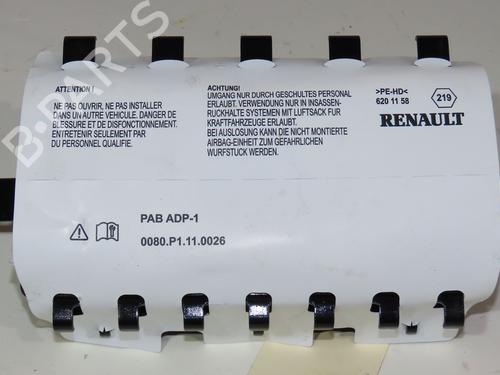 ATTENTION !
NE PAS OUVRIR, NE PAS INSTALLER
DANS UN AUTRE VEHICULE. DANGER DE
BLESSURE ET DE DISFONCTIONNEMENT.
ENTRETENIR SEULEMENT PAR
DU PERSONNEL QUALIFIE.
ACHTUNG!
UMGANG NUR DURCH GESCHULTES PERSONAL
ERLAUBT. VERWENDUNG NUR IN INSASSEN-
RUCKHALTE SYSTEMEN MIT LUFTSACK FUR
KRAFTFAHRZEUGE ERLAUBT.
BEI AUSLOSUNG KANN DIE NICHT MONTIERTE
AIRBAG-EINHEIT ZUM GEFAHRLICHEN
WURFSTUCK WERDEN.
>PE-HD<
620 11 58
219
RENAULT
PAB ADP-1
0080.P1.11.0026
B-PARTS